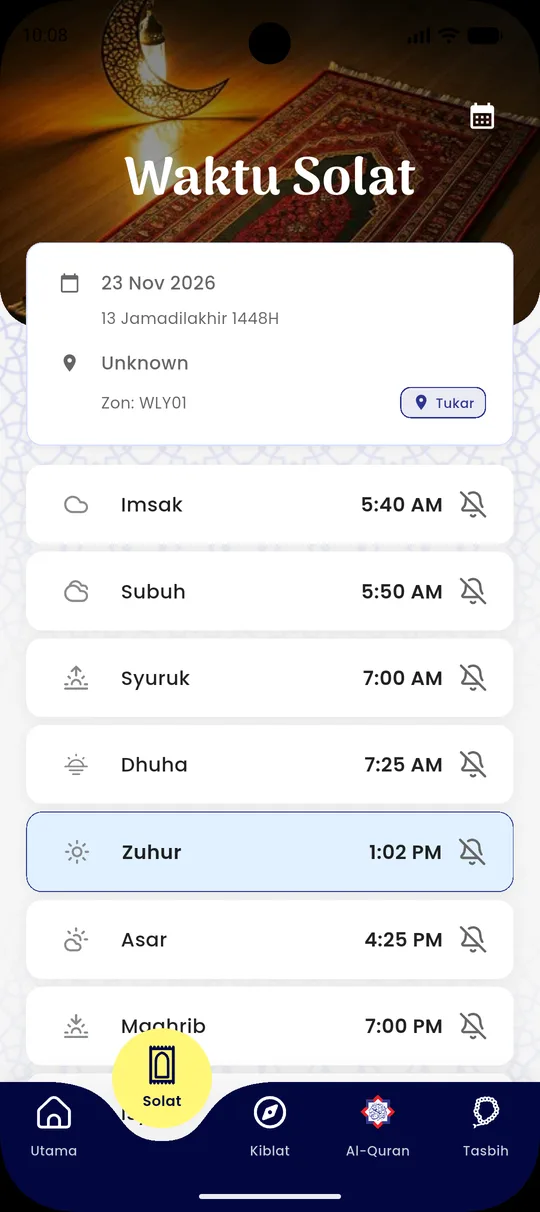 10:08
Waktu Solat
23 Nov 2026
13 Jamadilakhir 1448H
Unknown
Zon: WLY01
Tukar
Imsak 5:40 AM
Subuh 5:50 AM
Syuruk 7:00 AM
Dhuha 7:25 AM
Zuhur 1:02 PM
Asar 4:25 PM
Maghrib 7:00 PM
Solat
Utama
Kiblat
Al-Quran
Tasbih